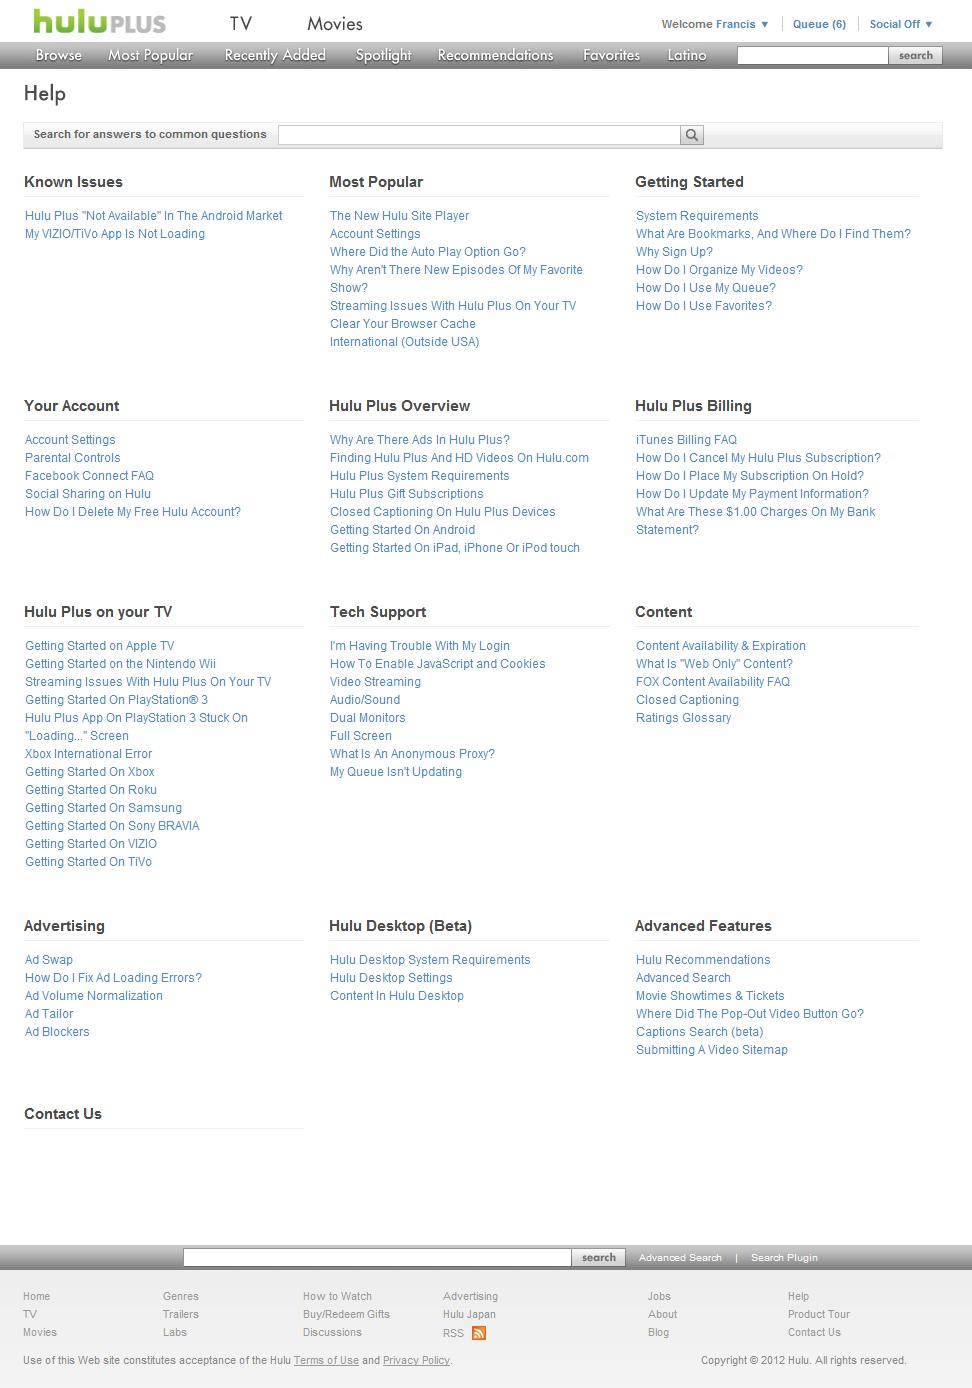 hulu PLUS
TV
Movies
Welcome Francis ▼
Queue (6)
Social Off ▼
Browse
Most Popular
Recently Added
Spotlight
Recommendations
Favorites
Latino
search
Help
Search for answers to common questions
Known Issues
Hulu Plus "Not Available" In The Android Market
My VIZIO/TiVo App Is Not Loading
Most Popular
The New Hulu Site Player
Account Settings
Where Did the Auto Play Option Go?
Why Aren't There New Episodes Of My Favorite
Show?
Streaming Issues With Hulu Plus On Your TV
Clear Your Browser Cache
International (Outside USA)
Getting Started
System Requirements
What Are Bookmarks, And Where Do I Find Them?
Why Sign Up?
How Do I Organize My Videos?
How Do I Use My Queue?
How Do I Use Favorites?
Your Account
Account Settings
Parental Controls
Facebook Connect FAQ
Social Sharing on Hulu
How Do I Delete My Free Hulu Account?
Hulu Plus Overview
Why Are There Ads In Hulu Plus?
Finding Hulu Plus And HD Videos On Hulu.com
Hulu Plus System Requirements
Hulu Plus Gift Subscriptions
Closed Captioning On Hulu Plus Devices
Getting Started On Android
Getting Started On iPad, iPhone Or iPod touch
Hulu Plus Billing
iTunes Billing FAQ
How Do I Cancel My Hulu Plus Subscription?
How Do I Place My Subscription On Hold?
How Do I Update My Payment Information?
What Are These $1.00 Charges On My Bank
Statement?
Hulu Plus on your TV
Getting Started on Apple TV
Getting Started on the Nintendo Wii
Streaming Issues With Hulu Plus On Your TV
Getting Started On PlayStation® 3
Hulu Plus App On PlayStation 3 Stuck On
"Loading..." Screen
Xbox International Error
Getting Started On Xbox
Getting Started On Roku
Getting Started On Samsung
Getting Started On Sony BRAVIA
Getting Started On VIZIO
Getting Started On TiVo
Tech Support
I'm Having Trouble With My Login
How To Enable JavaScript and Cookies
Video Streaming
Audio/Sound
Dual Monitors
Full Screen
What Is An Anonymous Proxy?
My Queue Isn't Updating
Content
Content Availability & Expiration
What Is "Web Only" Content?
FOX Content Availability FAQ
Closed Captioning
Ratings Glossary
Advertising
Ad Swap
How Do I Fix Ad Loading Errors?
Ad Volume Normalization
Ad Tailor
Ad Blockers
Hulu Desktop (Beta)
Hulu Desktop System Requirements
Hulu Desktop Settings
Content In Hulu Desktop
Advanced Features
Hulu Recommendations
Advanced Search
Movie Showtimes & Tickets
Where Did The Pop-Out Video Button Go?
Captions Search (beta)
Submitting A Video Sitemap
Contact Us
search
Advanced Search | Search Plugin
Home
TV
Movies
Genres
Trailers
Labs
How to Watch
Buy/Redeem Gifts
Discussions
Advertising
Hulu Japan
RSS
Jobs
About
Blog
Help
Product Tour
Contact Us
Use of this Web site constitutes acceptance of the Hulu Terms of Use and Privacy Policy.
Copyright © 2012 Hulu. All rights reserved.